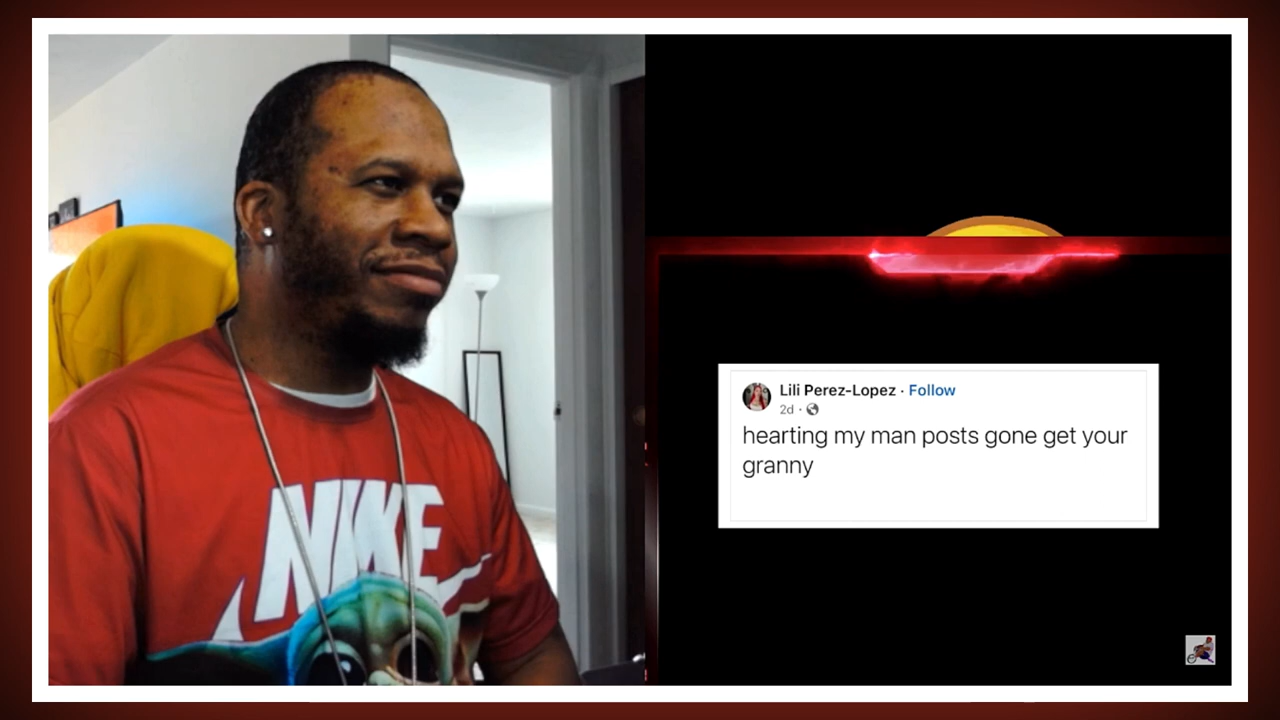 NIKE
Lili Perez-Lopez · Follow
2d ·
hearting my man posts gone get your
granny